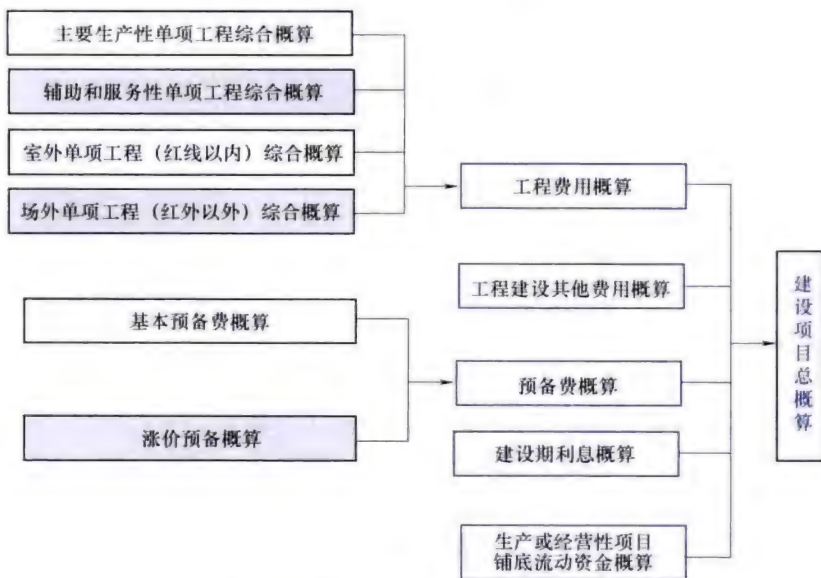 主要生产性单项工程综合概算
辅助和服务性单项工程综合概算
室外单项工程（红线以内）综合概算
场外单项工程（红外以外）综合概算
工程费用概算
工程建设其他费用概算
基本预备费概算
预备费概算
涨价预备概算
建设期利息概算
生产或经营性项目
铺底流动资金概算
建设项目总概算